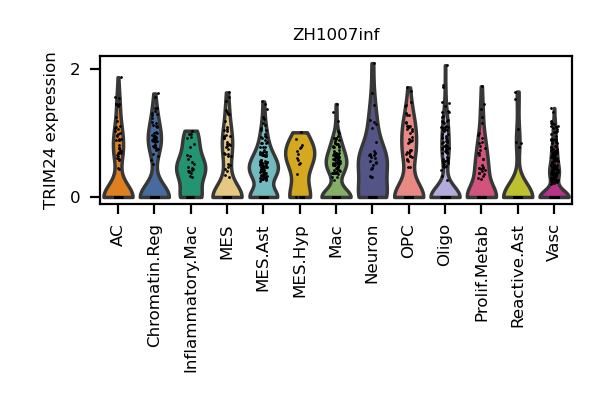 ZH1007inf
TRIM24 expression
2
0
AC
Chromatin.Reg
Inflammatory.Mac
MES
MES.Ast
MES.Hyp
Mac
Neuron
OPC
Oligo
Prolif.Metab
Reactive.Ast
Vasc